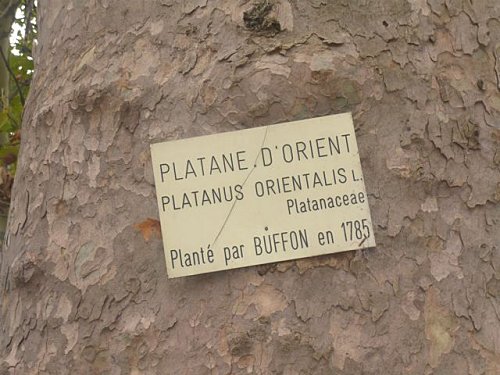 PLATANE D'ORIENT
PLATANUS ORIENTALIS L.
Platanaceae
Planté par BUFFON en 1785